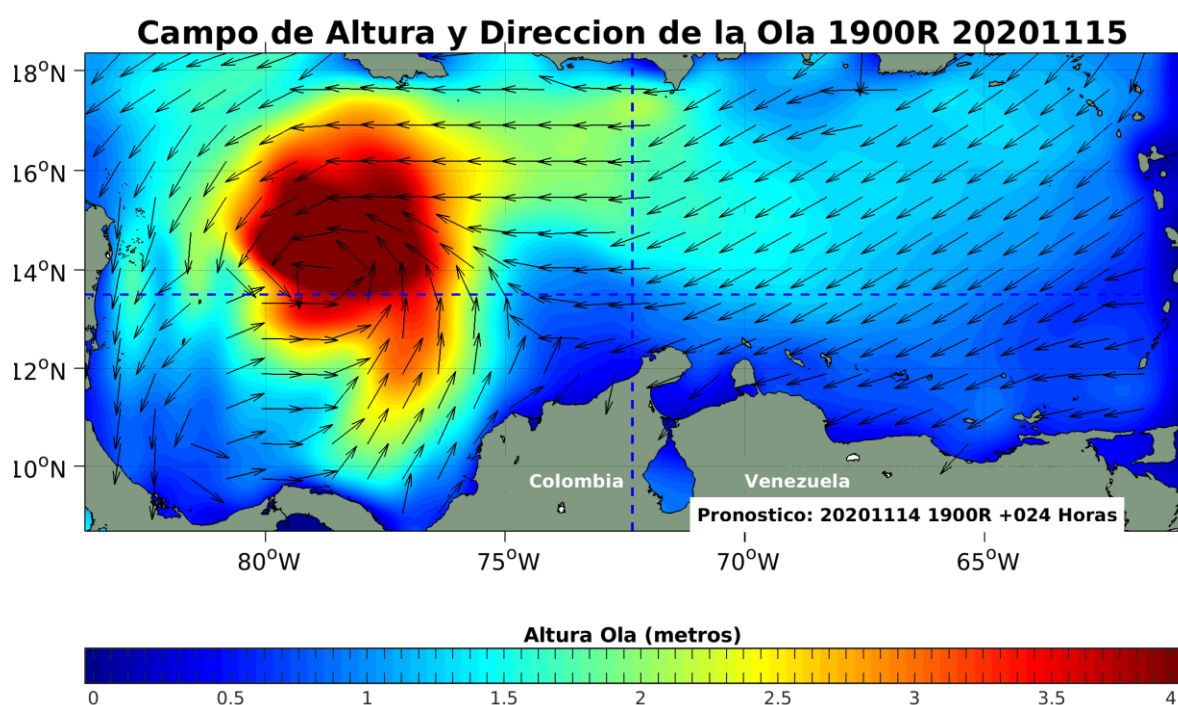 Campo de Altura y Direccion de la Ola 1900R 20201115
18°N
16°N
14°N
12°N
10°N
Colombia
Venezuela
Pronostico: 20201114 1900R +024 Horas
80°W
75°W
70°W
65°W
Altura Ola (metros)
0 0.5 1 1.5 2 2.5 3 3.5 4